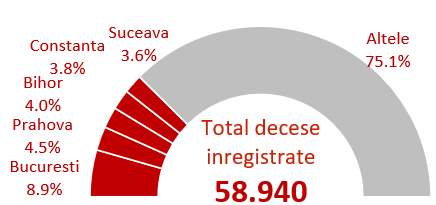 Suceava
3.6%
Constanta
3.8%
Bihor
4.0%
Prahova
4.5%
Bucuresti
8.9%
Altele
75.1%
Total decese
inregistrate
58.940